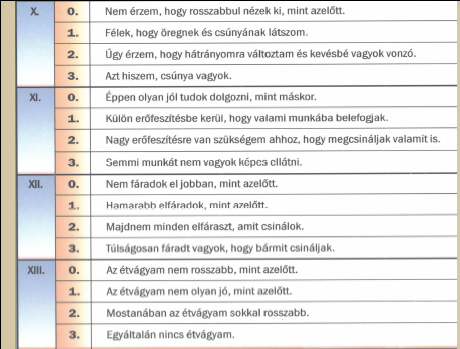 X. 0. Nem érzem, hogy rosszabbul nézek ki, mint azelőtt.
1. Félek, hogy öregnek és csúnyának látszom.
2. Úgy érzem, hogy hátrányomra változtam és kevésbé vagyok vonzó.
3. Azt hiszem, csúnya vagyok.
XI. 0. Éppen olyan jól tudok dolgozni, mint máskor.
1. Külön erőfeszítésbe kerül, hogy valami munkába belefogjak.
2. Nagy erőfeszítésre van szükségem ahhoz, hogy megcsináljak valamit is.
3. Semmi munkát nem vagyok képes ellátni.
XII. 0. Nem fáradok el jobban, mint azelőtt.
1. Hamarabb elfáradok, mint azelőtt.
2. Majdnem minden elfáraszt, amit csinálok.
3. Túlságosan fáradt vagyok, hogy bármit csináljak.
XIII. 0. Az étvágyam nem rosszabb, mint azelőtt.
1. Az étvágyam nem olyan jó, mint azelőtt.
2. Mostanában az étvágyam sokkal rosszabb.
3. Egyáltalán nincs étvágyam.